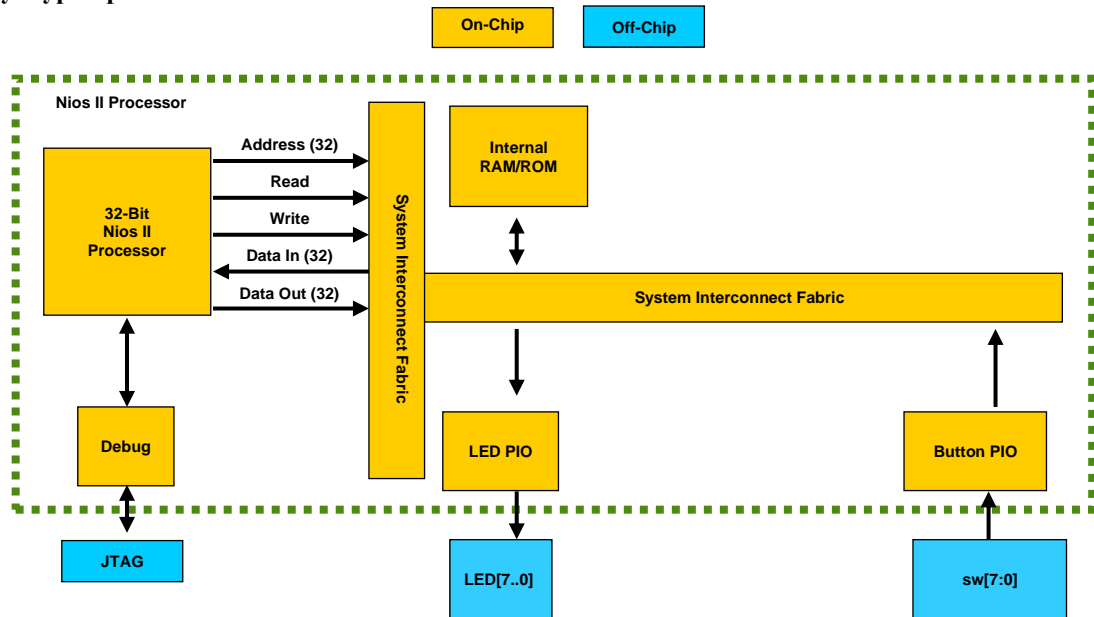 On-Chip
Off-Chip
Nios II Processor
Address (32)
Read
Write
Data In (32)
Data Out (32)
32-Bit
Nios II
Processor
System Interconnect Fabric
Internal
RAM/ROM
System Interconnect Fabric
Debug
LED PIO
Button PIO
JTAG
LED[7..0]
sw[7:0]